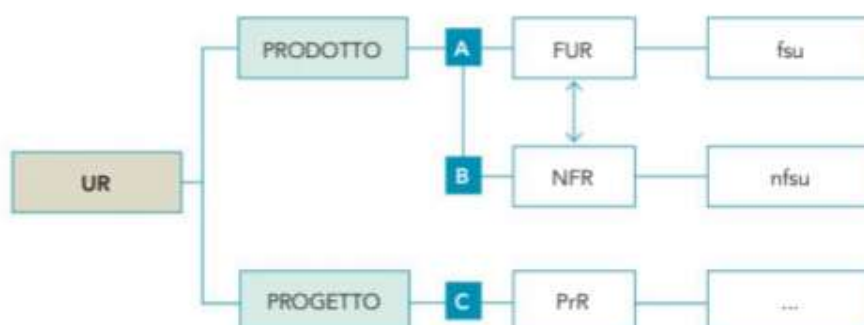 PRODOTTO A FUR fsu
UR B NFR nfsu
PROGETTO C PrR ...